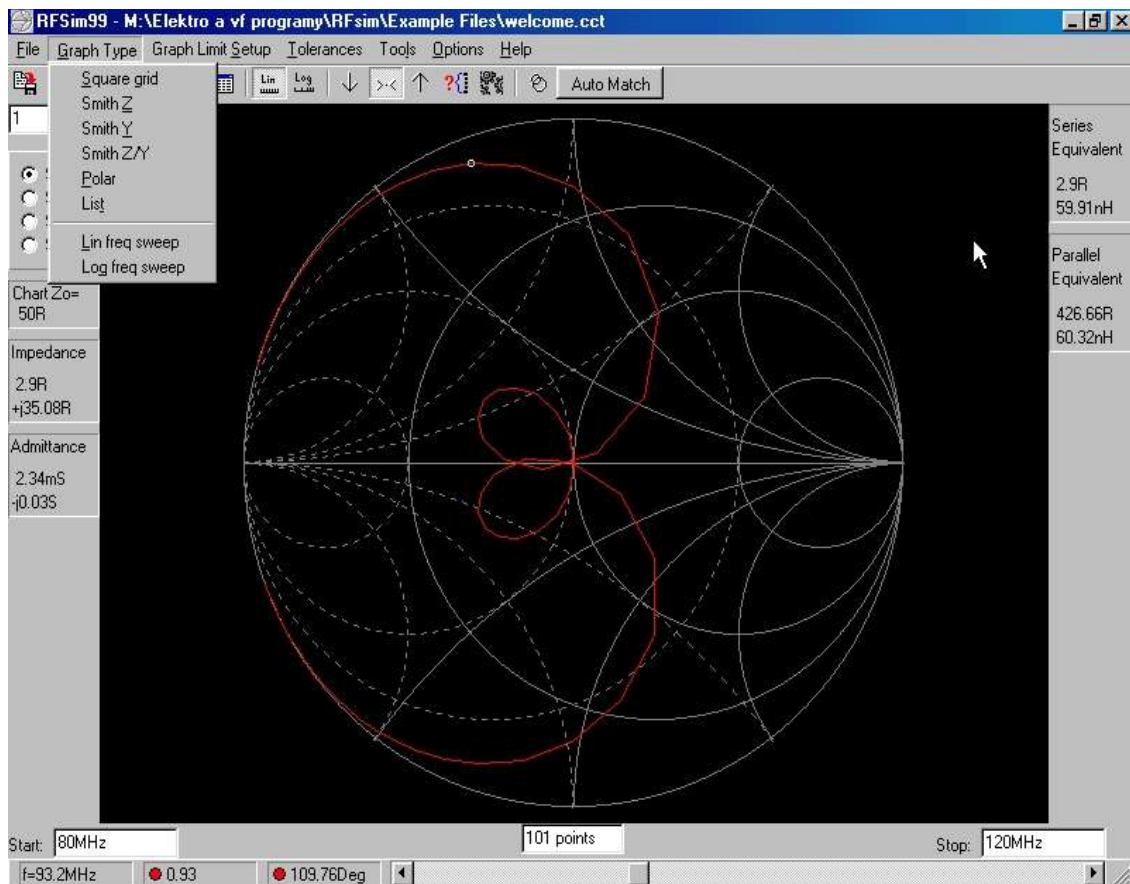 RFSim99 - M:\Elektro a vf programy\RFsim\Example Files\welcome.cct
File Graph Type Graph Limit Setup Tolerances Tools Options Help
Square grid
Smith Z
Smith Y
Smith Z/Y
Polar
List
Lin freq sweep
Log freq sweep
Lin
Log
Auto Match
1
Chart Zo=
50R
Impedance
2.9R
+j35.08R
Admittance
2.34mS
-j0.03S
Series
Equivalent
2.9R
59.91nH
Parallel
Equivalent
426.66R
60.32nH
Start: 80MHz
101 points
Stop: 120MHz
f=93.2MHz 0.93 109.76Deg